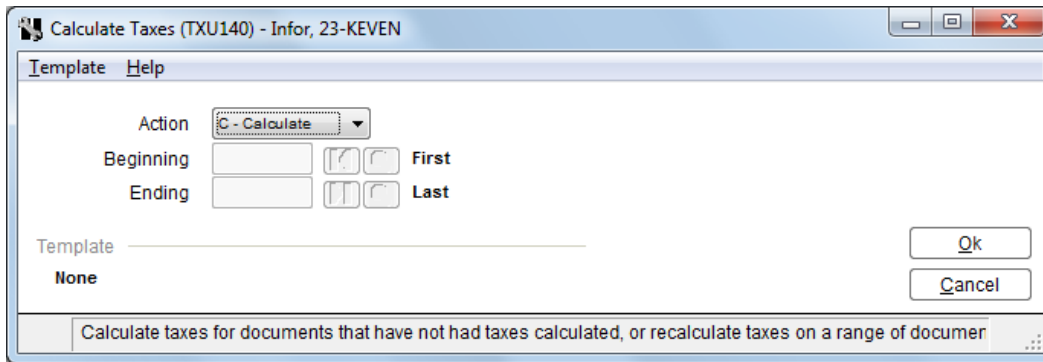 Calculate Taxes (TXU140) - Infor, 23-KEVEN
Template Help
Action C - Calculate
Beginning First
Ending Last
Template
None
Ok
Cancel
Calculate taxes for documents that have not had taxes calculated, or recalculate taxes on a range of documen